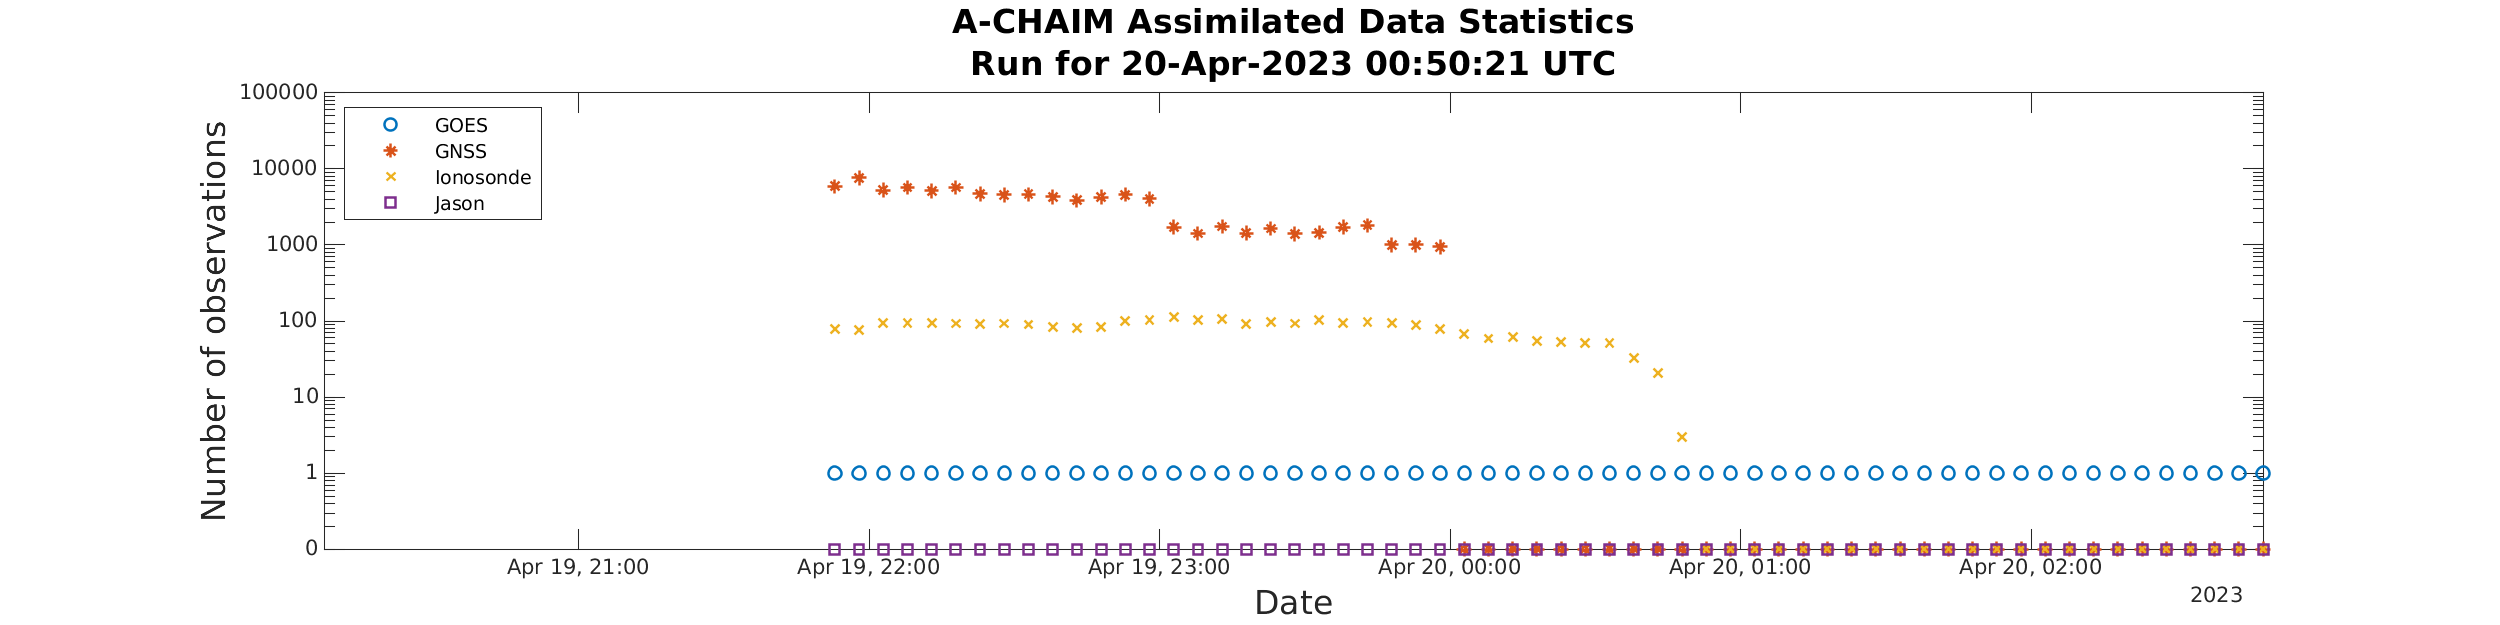 A-CHAIM Assimilated Data Statistics
Run for 20-Apr-2023 00:50:21 UTC
100000
10000
1000
100
10
1
0
Number of observations
GOES
GNSS
Ionosonde
Jason
Apr 19, 21:00
Apr 19, 22:00
Apr 19, 23:00
Apr 20, 00:00
Apr 20, 01:00
Apr 20, 02:00
2023
Date